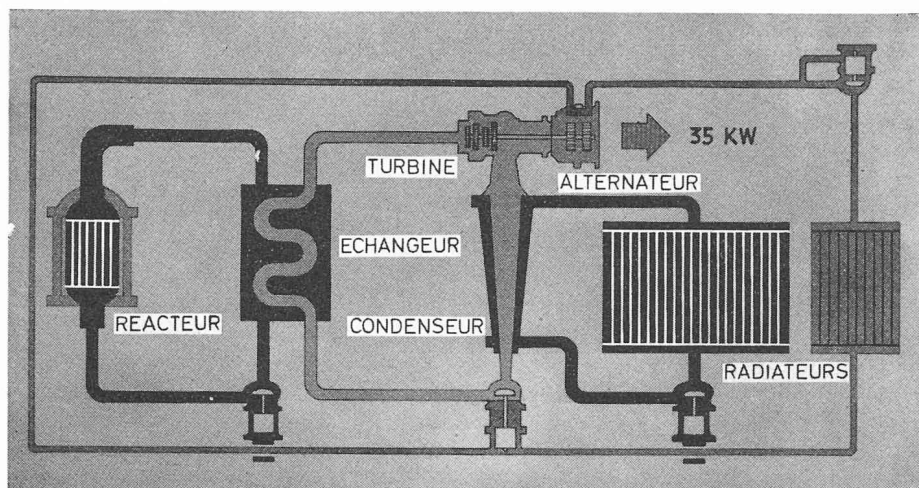 35 KW
TURBINE
ALTERNATEUR
ECHANGEUR
REACTEUR
CONDENSEUR
RADIATEURS